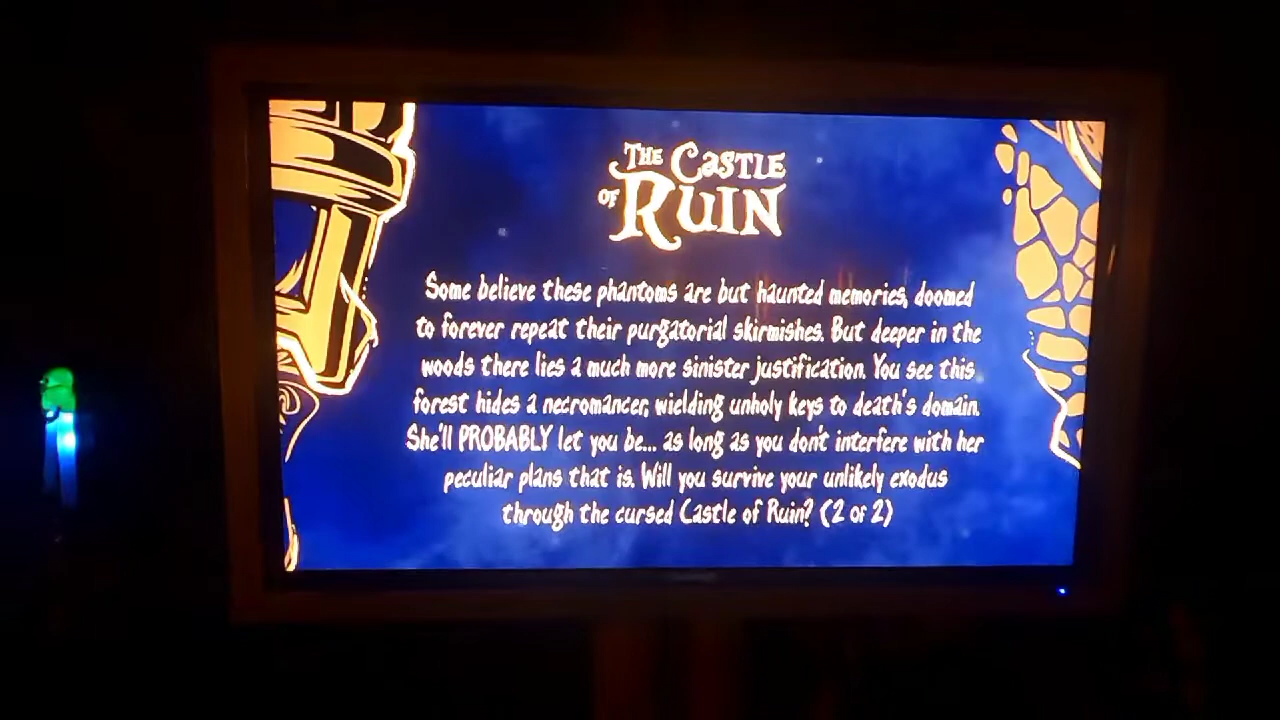 The Castle
of Ruin
Some believe these phantoms are but haunted memories, doomed
to forever repeat their purgatorial skirmishes. But deeper in the
woods there lies a much more sinister justification. You see this
forest hides a necromancer, wielding unholy keys to death's domain.
She'll PROBABLY let you be... as long as you don't interfere with her
peculiar plans that is. Will you survive your unlikely exodus
through the cursed Castle of Ruin? (2 of 2)